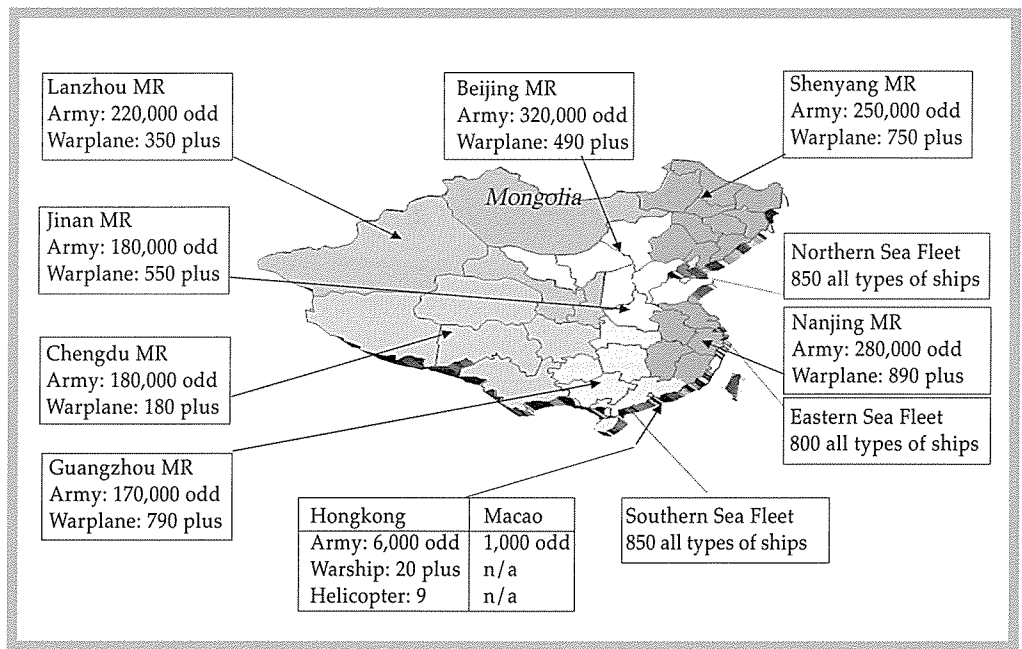 Lanzhou MR
Army: 220,000 odd
Warplane: 350 plus
Beijing MR
Army: 320,000 odd
Warplane: 490 plus
Shenyang MR
Army: 250,000 odd
Warplane: 750 plus
Mongolia
Jinan MR
Army: 180,000 odd
Warplane: 550 plus
Northern Sea Fleet
850 all types of ships
Nanjing MR
Army: 280,000 odd
Warplane: 890 plus
Chengdu MR
Army: 180,000 odd
Warplane: 180 plus
Eastern Sea Fleet
800 all types of ships
Guangzhou MR
Army: 170,000 odd
Warplane: 790 plus
Hongkong Macao
Army: 6,000 odd 1,000 odd
Warship: 20 plus n/a
Helicopter: 9 n/a
Southern Sea Fleet
850 all types of ships